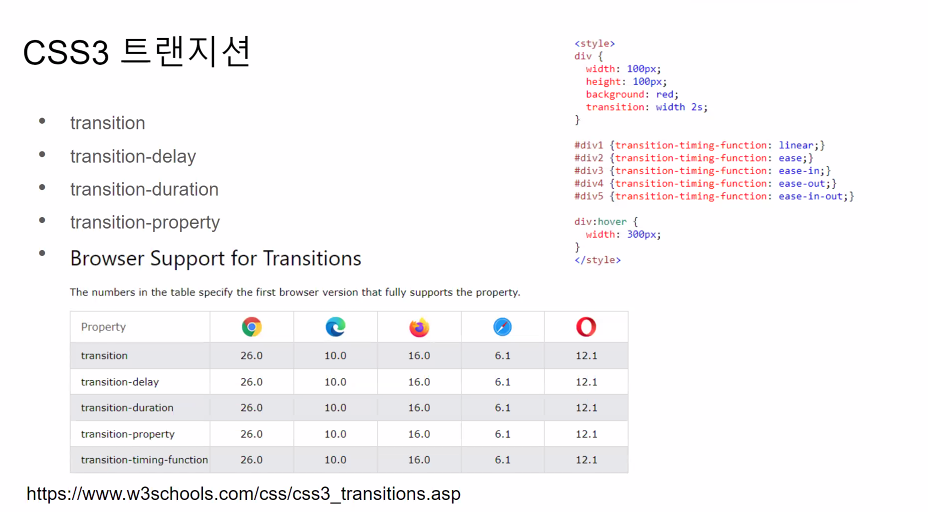 CSS3 트랜지션
• transition
• transition-delay
• transition-duration
• transition-property
• Browser Support for Transitions
The numbers in the table specify the first browser version that fully supports the property.
Property
transition 26.0 10.0 16.0 6.1 12.1
transition-delay 26.0 10.0 16.0 6.1 12.1
transition-duration 26.0 10.0 16.0 6.1 12.1
transition-property 26.0 10.0 16.0 6.1 12.1
transition-timing-function 26.0 10.0 16.0 6.1 12.1
https://www.w3schools.com/css/css3_transitions.asp
<style>
div {
  width: 100px;
  height: 100px;
  background: red;
  transition: width 2s;
}
#div1 {transition-timing-function: linear;}
#div2 {transition-timing-function: ease;}
#div3 {transition-timing-function: ease-in;}
#div4 {transition-timing-function: ease-out;}
#div5 {transition-timing-function: ease-in-out;}
div:hover {
  width: 300px;
}
</style>